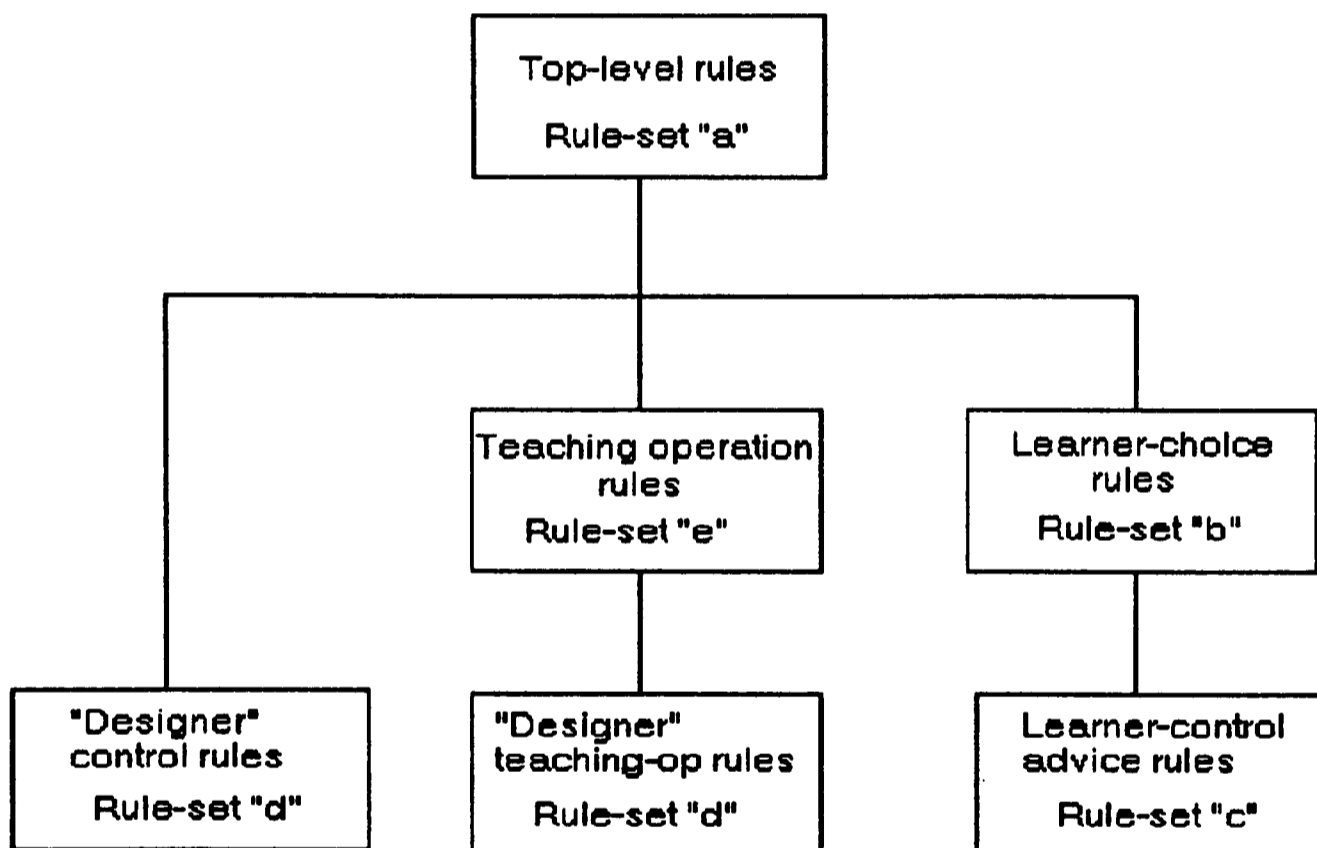 Top-level rules
Rule-set "a"
Teaching operation
rules
Rule-set "e"
Learner-choice
rules
Rule-set "b"
"Designer"
control rules
Rule-set "d"
"Designer"
teaching-op rules
Rule-set "d"
Learner-control
advice rules
Rule-set "c"